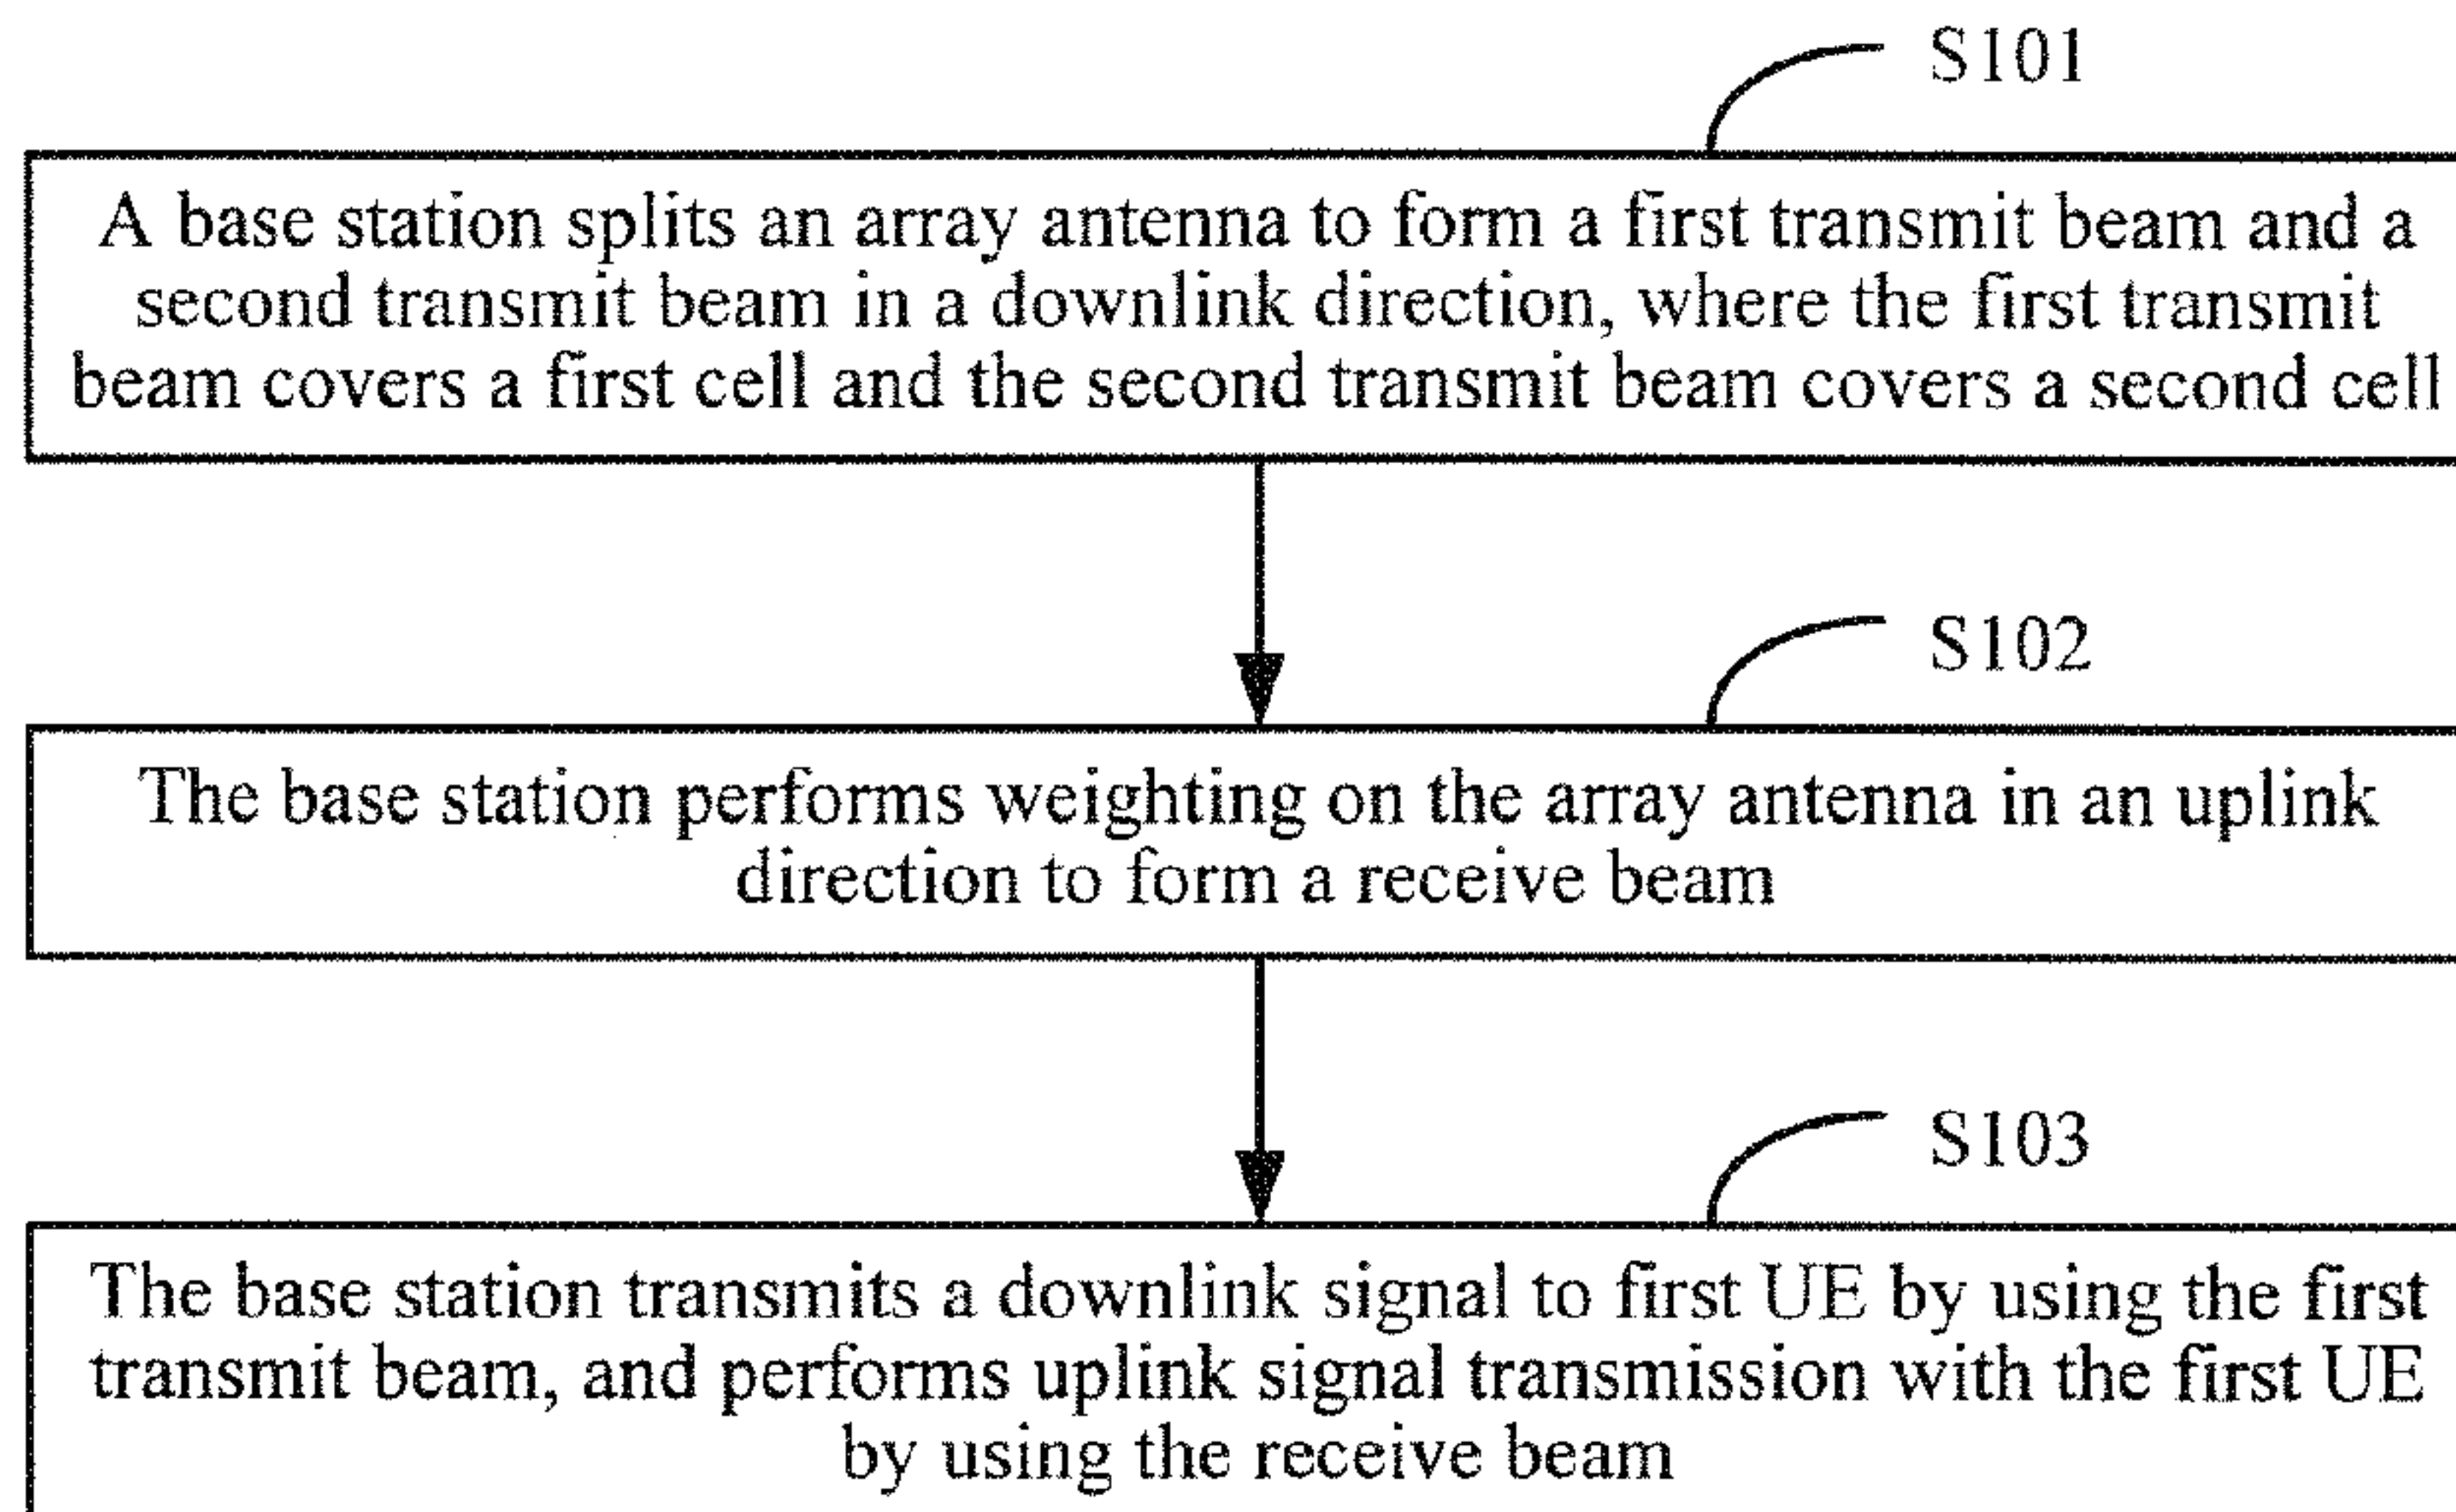 S101
A base station splits an array antenna to form a first transmit beam and a
second transmit beam in a downlink direction, where the first transmit
beam covers a first cell and the second transmit beam covers a second cell
S102
The base station performs weighting on the array antenna in an uplink
direction to form a receive beam
S103
The base station transmits a downlink signal to first UE by using the first
transmit beam, and performs uplink signal transmission with the first UE
by using the receive beam